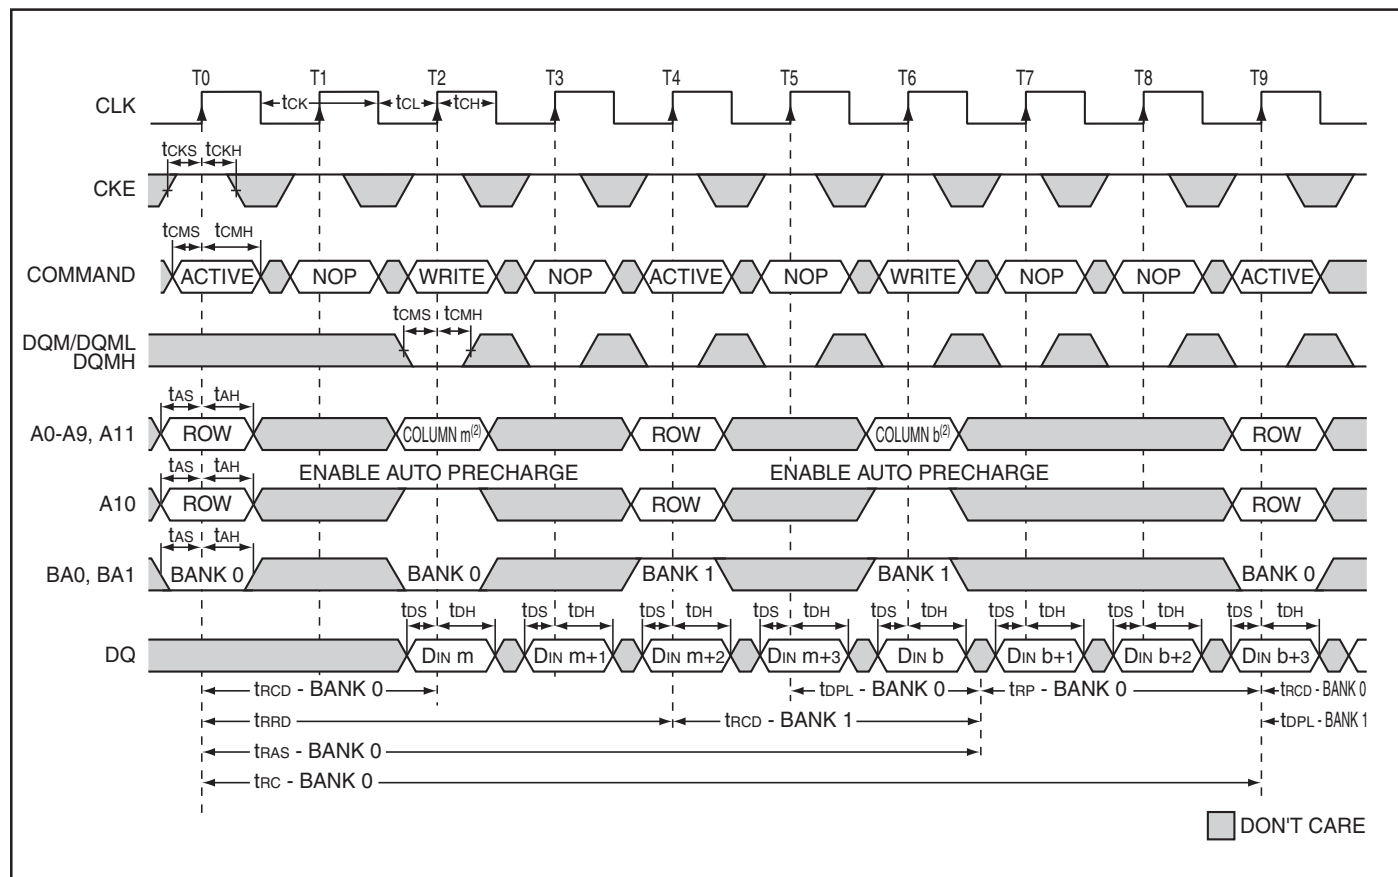 T0 T1 T2 T3 T4 T5 T6 T7 T8 T9
CLK tCK tCL tCH
tCKS tCKH
CKE
tCMS tCMH
COMMAND ACTIVE NOP WRITE NOP ACTIVE NOP WRITE NOP NOP ACTIVE
tCMS tCMH
DQM/DQML
DQMH
tAS tAH
A0-A9, A11 ROW COLUMN m(2) ROW COLUMN b(2) ROW
tAS tAH ENABLE AUTO PRECHARGE ENABLE AUTO PRECHARGE
A10 ROW ROW ROW
tAS tAH
BA0, BA1 BANK 0 BANK 0 BANK 1 BANK 1 BANK 0
tDS tDH tDS tDH tDS tDH tDS tDH tDS tDH tDS tDH tDS tDH tDS tDH
DQ DIN m DIN m+1 DIN m+2 DIN m+3 DIN b DIN b+1 DIN b+2 DIN b+3
tRCD - BANK 0 tDPL - BANK 0 tRP - BANK 0 tRCD - BANK 0
tRRD tRCD - BANK 1 tDPL - BANK 1
tRAS - BANK 0
tRC - BANK 0
DON'T CARE